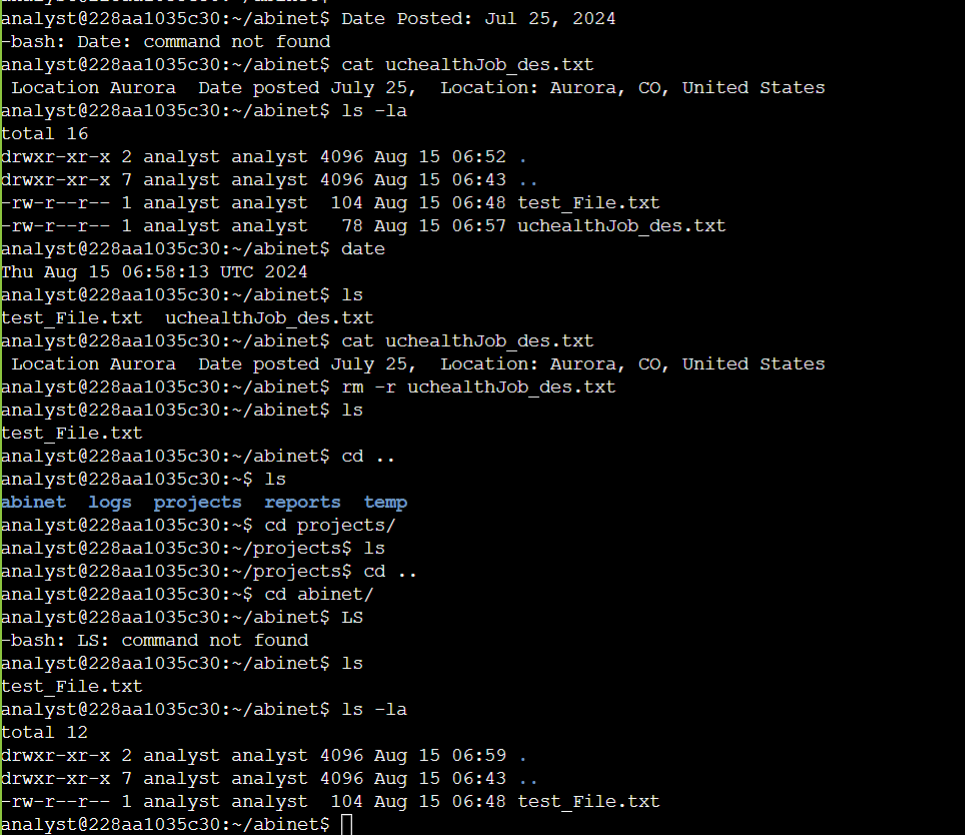 analyst@228aa1035c30:~/abinet$ Date Posted: Jul 25, 2024
-bash: Date: command not found
analyst@228aa1035c30:~/abinet$ cat uchealthJob_des.txt
 Location Aurora  Date posted July 25,  Location: Aurora, CO, United States
analyst@228aa1035c30:~/abinet$ ls -la
total 16
drwxr-xr-x 2 analyst analyst 4096 Aug 15 06:52 .
drwxr-xr-x 7 analyst analyst 4096 Aug 15 06:43 ..
-rw-r--r-- 1 analyst analyst  104 Aug 15 06:48 test_File.txt
-rw-r--r-- 1 analyst analyst   78 Aug 15 06:57 uchealthJob_des.txt
analyst@228aa1035c30:~/abinet$ date
Thu Aug 15 06:58:13 UTC 2024
analyst@228aa1035c30:~/abinet$ ls
test_File.txt  uchealthJob_des.txt
analyst@228aa1035c30:~/abinet$ cat uchealthJob_des.txt
 Location Aurora  Date posted July 25,  Location: Aurora, CO, United States
analyst@228aa1035c30:~/abinet$ rm -r uchealthJob_des.txt
analyst@228aa1035c30:~/abinet$ ls
test_File.txt
analyst@228aa1035c30:~/abinet$ cd ..
analyst@228aa1035c30:~$ ls
abinet  logs  projects  reports  temp
analyst@228aa1035c30:~$ cd projects/
analyst@228aa1035c30:~/projects$ ls
analyst@228aa1035c30:~/projects$ cd ..
analyst@228aa1035c30:~$ cd abinet/
analyst@228aa1035c30:~/abinet$ LS
-bash: LS: command not found
analyst@228aa1035c30:~/abinet$ ls
test_File.txt
analyst@228aa1035c30:~/abinet$ ls -la
total 12
drwxr-xr-x 2 analyst analyst 4096 Aug 15 06:59 .
drwxr-xr-x 7 analyst analyst 4096 Aug 15 06:43 ..
-rw-r--r-- 1 analyst analyst  104 Aug 15 06:48 test_File.txt
analyst@228aa1035c30:~/abinet$